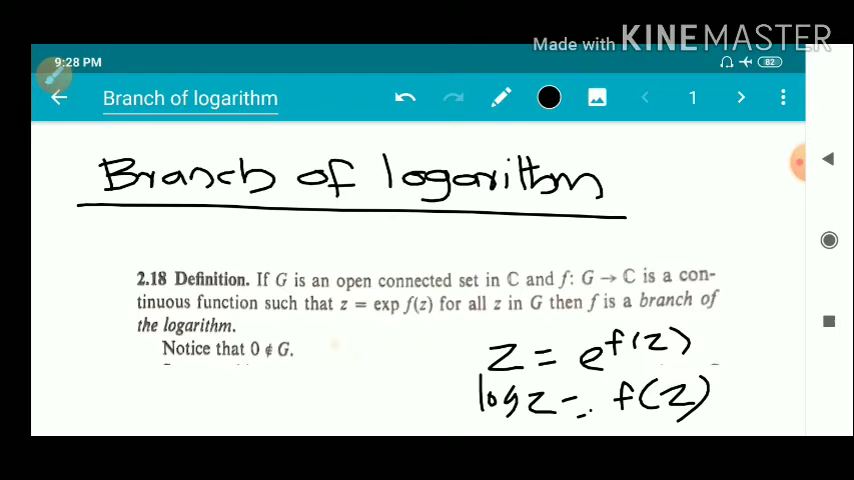 Made with KINEMASTER
9:28 PM
82
Branch of logarithm
1
Branch of logarithm
2.18 Definition. If G is an open connected set in ℂ and f: G → ℂ is a con-
tinuous function such that z = exp f(z) for all z in G then f is a branch of
the logarithm.
Notice that 0 ∉ G.
z = e^f(z)
log z = f(z)